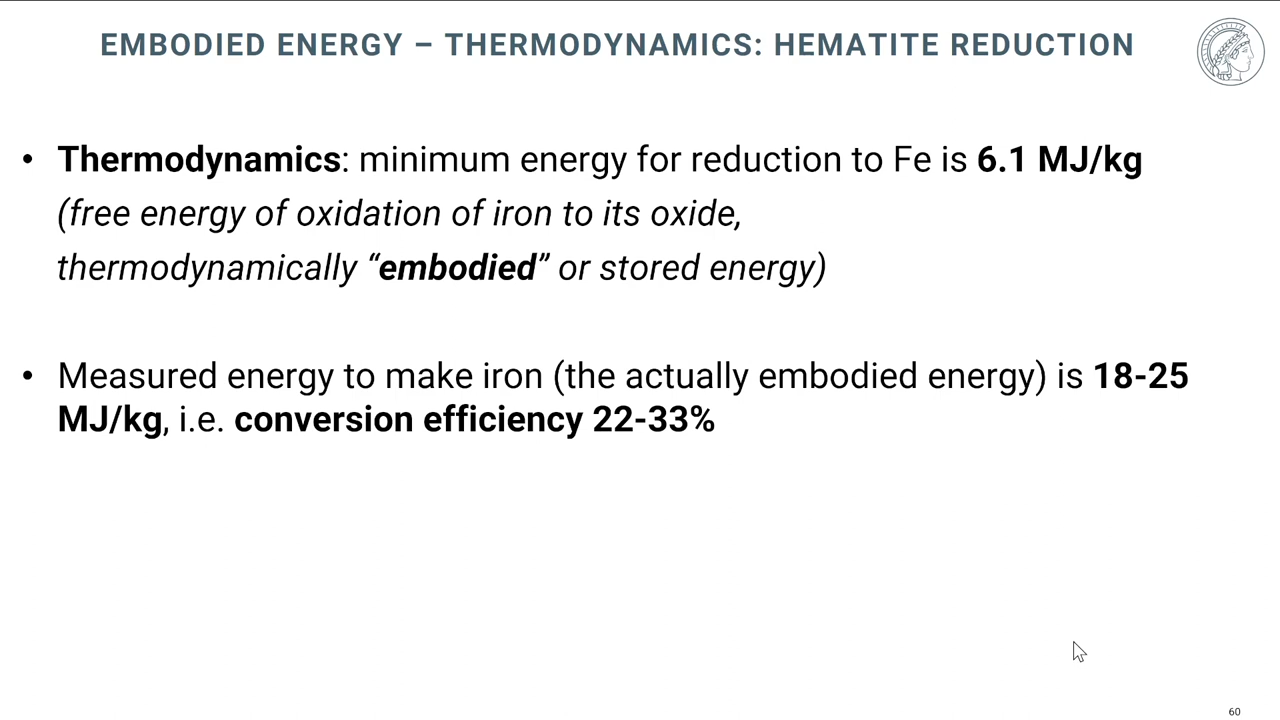 EMBODIED ENERGY – THERMODYNAMICS: HEMATITE REDUCTION
• Thermodynamics: minimum energy for reduction to Fe is 6.1 MJ/kg
(free energy of oxidation of iron to its oxide,
thermodynamically “embodied” or stored energy)
• Measured energy to make iron (the actually embodied energy) is 18-25
MJ/kg, i.e. conversion efficiency 22-33%
60